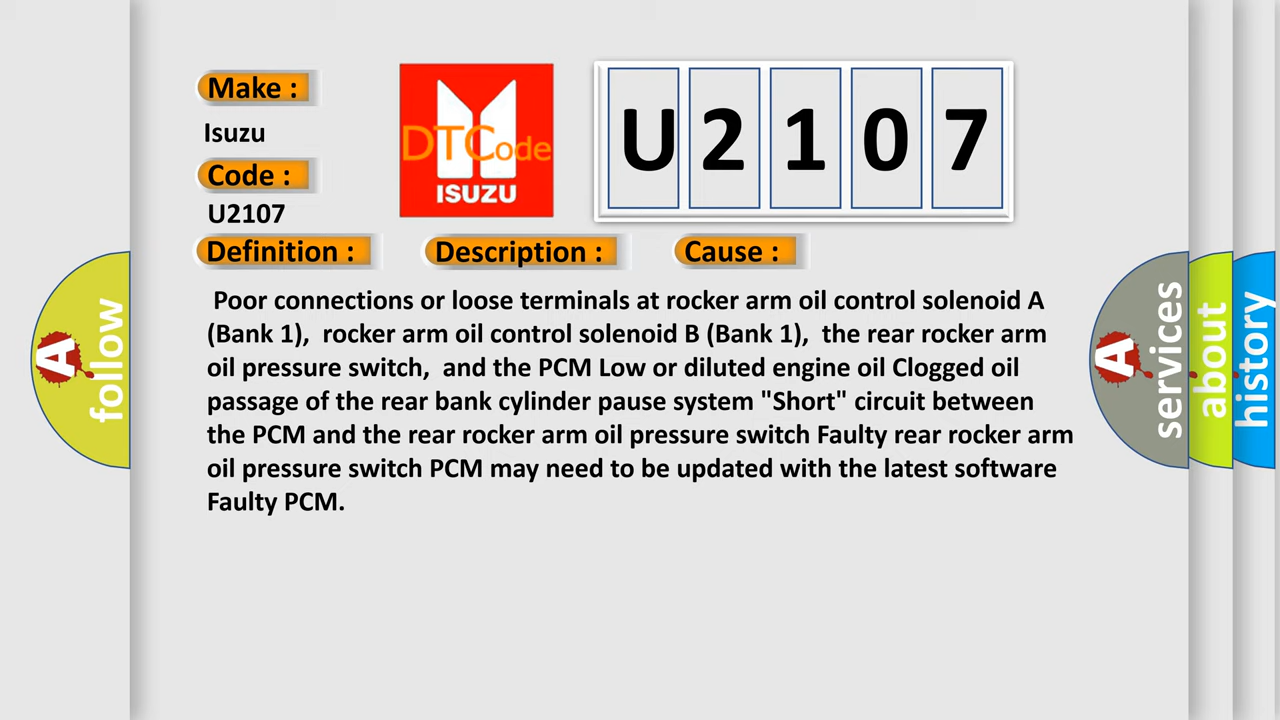 Make :
Isuzu
Code :
U2107
DTCode
ISUZU
U2107
Definition :
Description :
Cause :
Poor connections or loose terminals at rocker arm oil control solenoid A
(Bank 1), rocker arm oil control solenoid B (Bank 1), the rear rocker arm
oil pressure switch, and the PCM Low or diluted engine oil Clogged oil
passage of the rear bank cylinder pause system "Short" circuit between
the PCM and the rear rocker arm oil pressure switch Faulty rear rocker arm
oil pressure switch PCM may need to be updated with the latest software
Faulty PCM.
A follow
A services
about
history